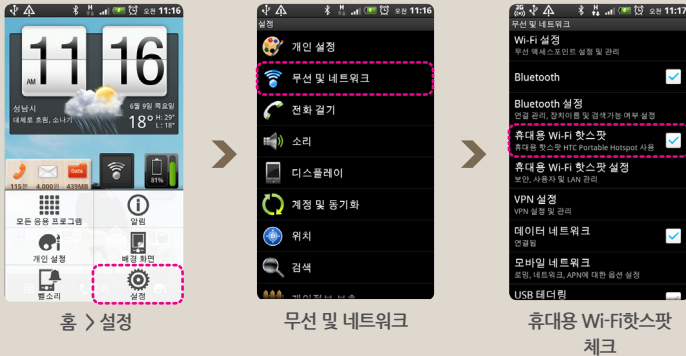 오전 11:16
11 16
AM
성남시
대체로 흐림, 소나기
6월 9일 목요일
18° H: 29°
L: 18°
115분 4,000원 439MB
DATA
81%
모든 응용 프로그램
알림
개인 설정
배경 화면
벨소리
설정
홈 > 설정
오전 11:16
설정
개인 설정
무선 및 네트워크
전화 걸기
소리
디스플레이
계정 및 동기화
위치
검색
개인정보 보호
무선 및 네트워크
오전 11:17
무선 및 네트워크
Wi-Fi 설정
무선 액세스포인트 설정 및 관리
Bluetooth
Bluetooth 설정
연결 관리, 장치이름 및 검색가능 여부 설정
휴대용 Wi-Fi 핫스팟
휴대용 핫스팟 HTC Portable Hotspot 사용
휴대용 Wi-Fi 핫스팟 설정
보안, 사용자 및 LAN 관리
VPN 설정
VPN 설정 및 관리
데이터 네트워크
연결됨
모바일 네트워크
로밍, 네트워크, APN에 대한 옵션 설정
USB 테더링
휴대용 Wi-Fi핫스팟
체크